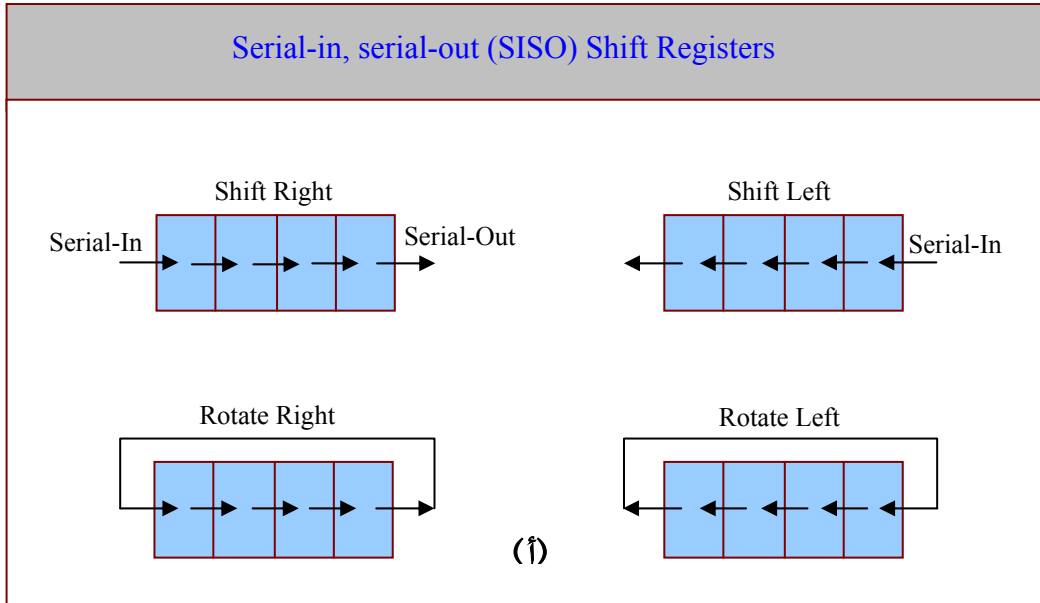 Serial-in, serial-out (SISO) Shift Registers
Shift Right
Shift Left
Serial-In
Serial-Out
Serial-In
Rotate Right
Rotate Left
(أ)